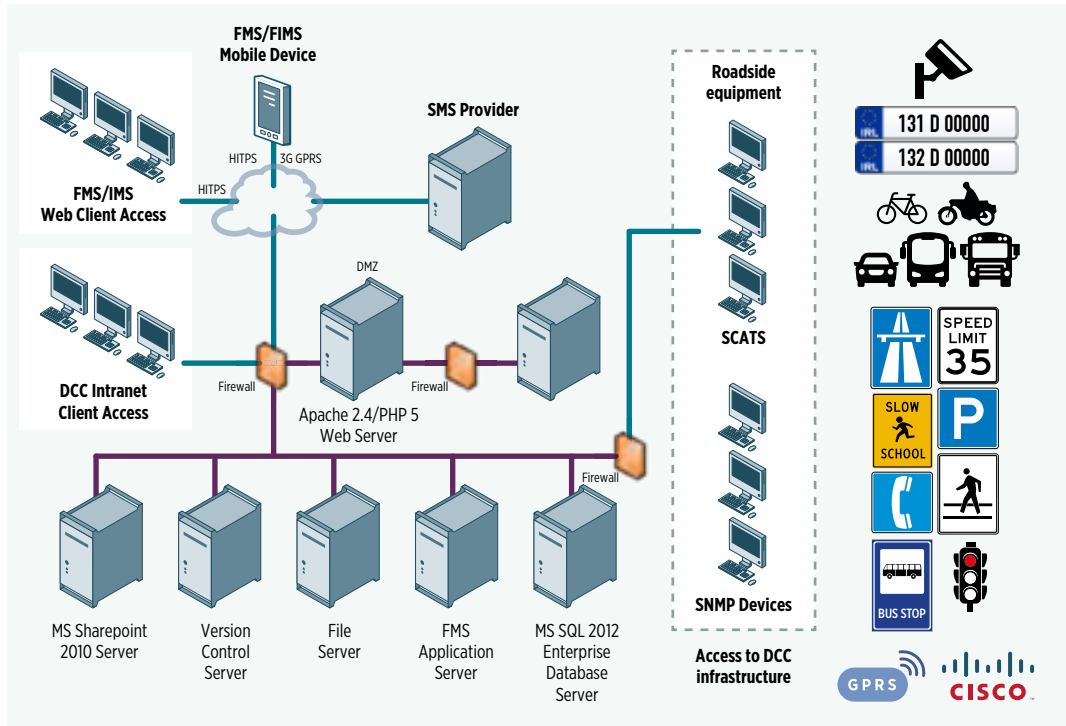 FMS/FIMS
Mobile Device
SMS Provider
HITPS
3G GPRS
HITPS
FMS/IMS
Web Client Access
DMZ
Firewall
Firewall
DCC Intranet
Client Access
Apache 2.4/PHP 5
Web Server
Firewall
MS Sharepoint
2010 Server
Version
Control
Server
File
Server
FMS
Application
Server
MS SQL 2012
Enterprise
Database
Server
Roadside
equipment
SCATS
SNMP Devices
Access to DCC
infrastructure
IRL
131 D 00000
IRL
132 D 00000
SPEED
LIMIT
35
SLOW
SCHOOL
P
BUS STOP
GPRS
CISCO